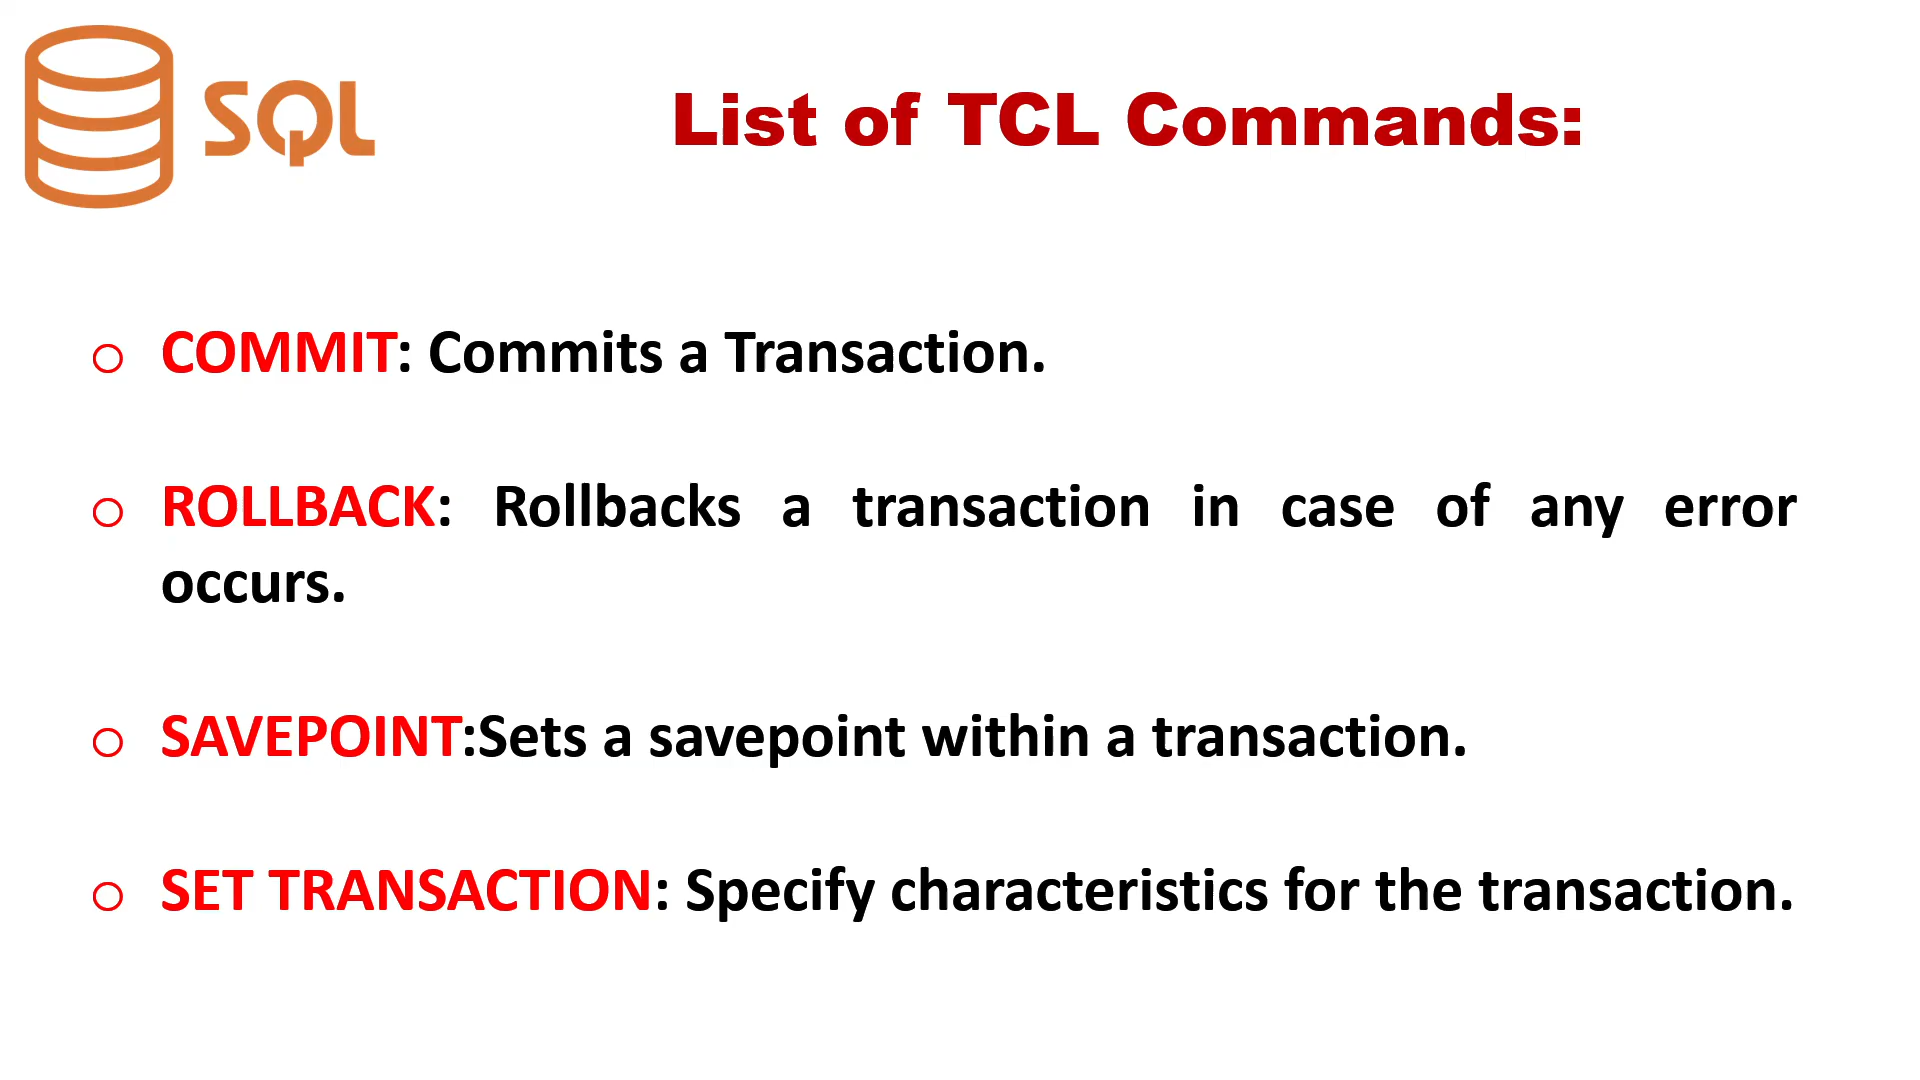 SQL
List of TCL Commands:
o COMMIT: Commits a Transaction.
o ROLLBACK: Rollbacks a transaction in case of any error
occurs.
o SAVEPOINT:Sets a savepoint within a transaction.
o SET TRANSACTION: Specify characteristics for the transaction.